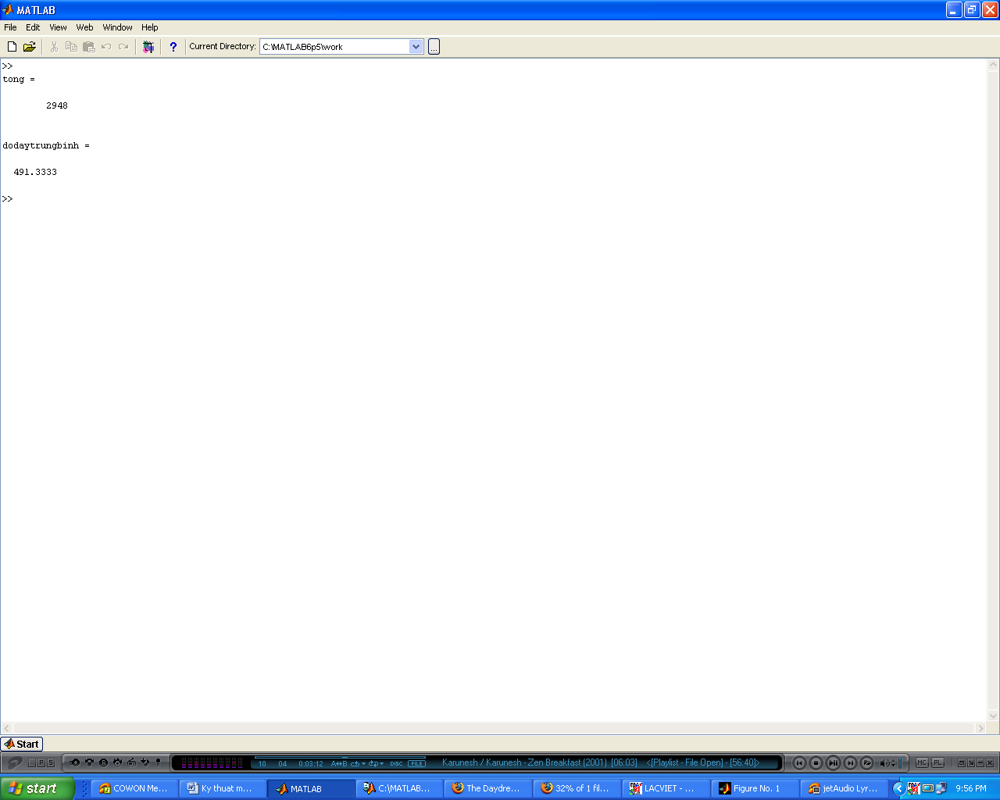 MATLAB
File Edit View Web Window Help
? Current Directory: C:\MATLAB6p5\work ...
>>
tong =
2948
dodaytrungbinh =
491.3333
>>
Start
10 04 0:03:12 A↔B DISC FILE Karunesh / Karunesh - Zen Breakfast (2001) [06:03] <[Playlist - File Open] - [56:40]> MC PL
start COWON Me... Ky thuat m... MATLAB C:\MATLAB... The Daydre... 32% of 1 fil... LACVIET - ... Figure No. 1 jetAudio Lyr... 9:56 PM